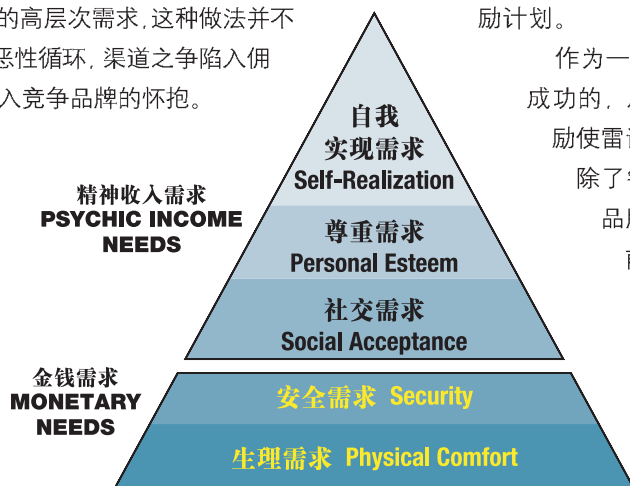 的高层次需求,这种做法并不
恶性循环, 渠道之争陷入佣
入竞争品牌的怀抱。
励计划。
作为一
成功的,
励使雷
除了
品
自我
实现需求
Self-Realization
精神收入需求
PSYCHIC INCOME
NEEDS
尊重需求
Personal Esteem
社交需求
Social Acceptance
金钱需求
MONETARY
NEEDS
安全需求 Security
生理需求 Physical Comfort